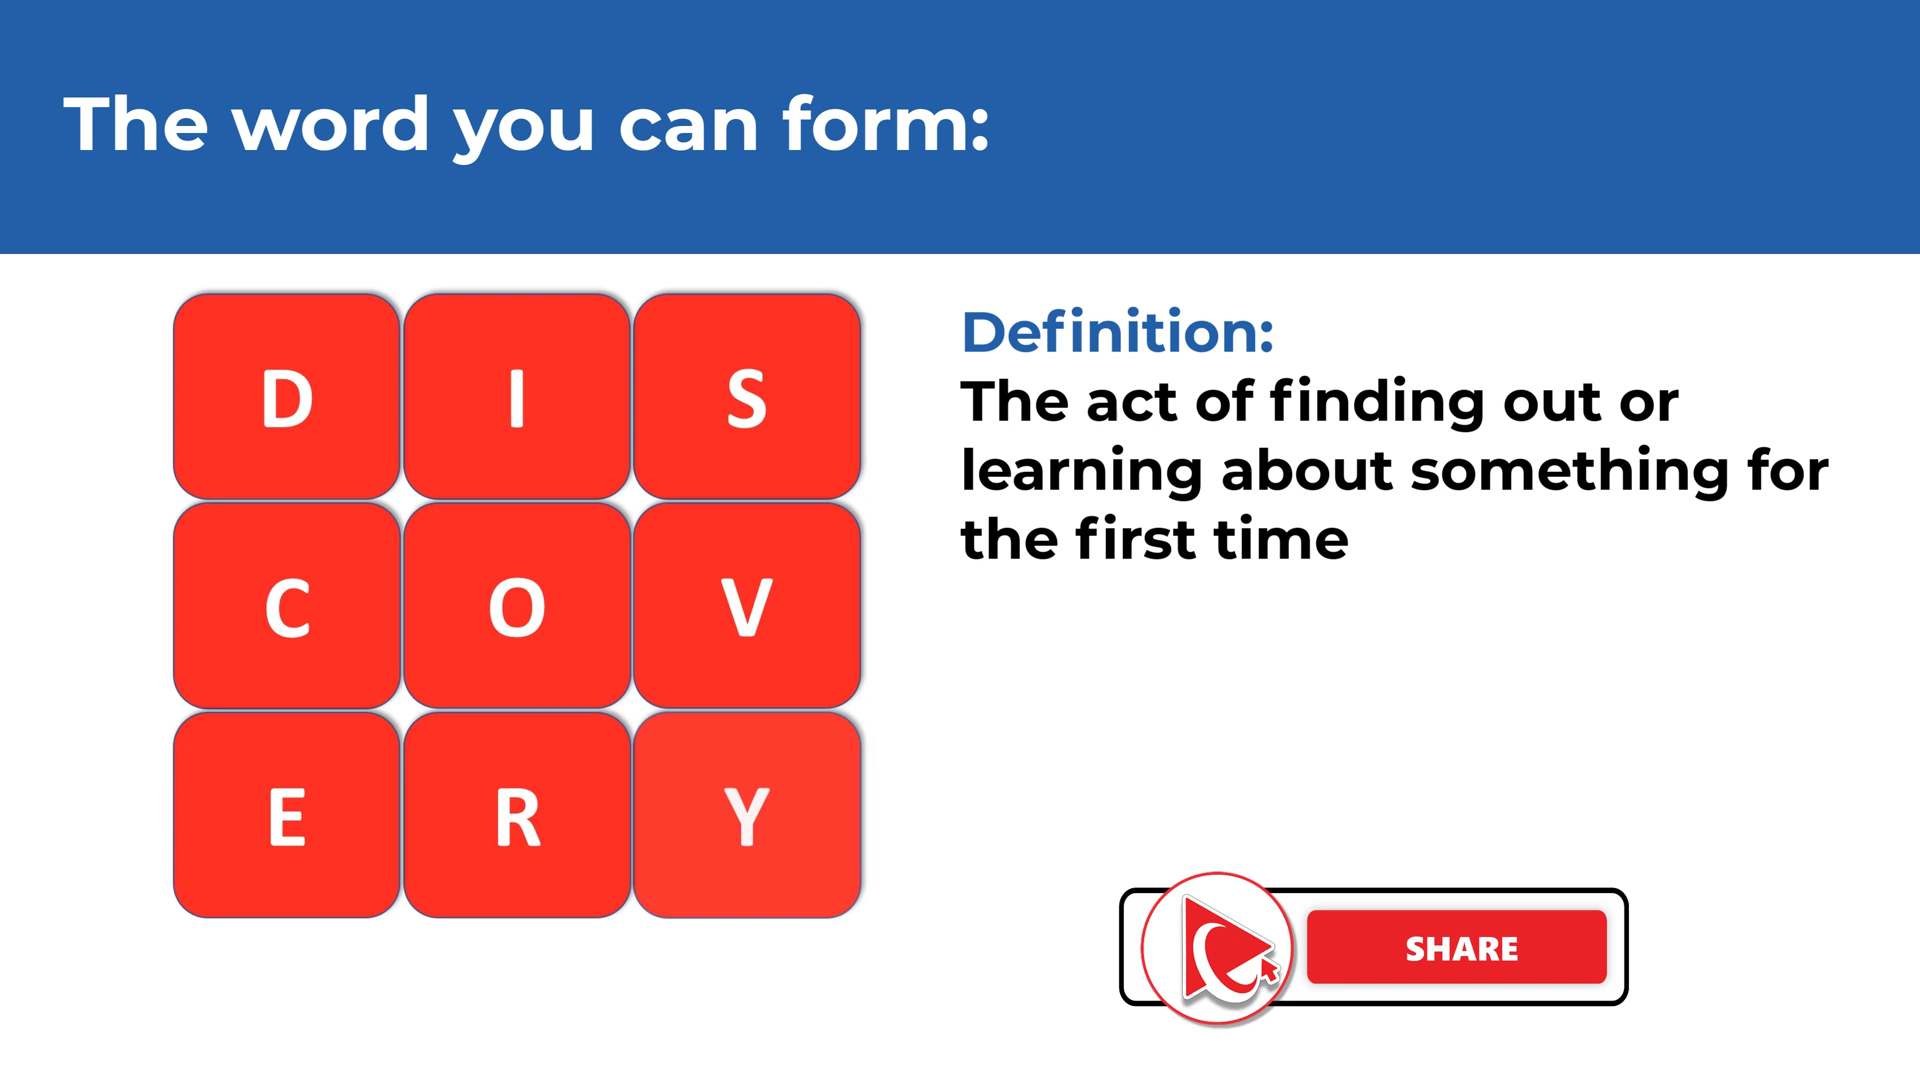 The word you can form:
D I S
C O V
E R Y
Definition:
The act of finding out or
learning about something for
the first time
SHARE